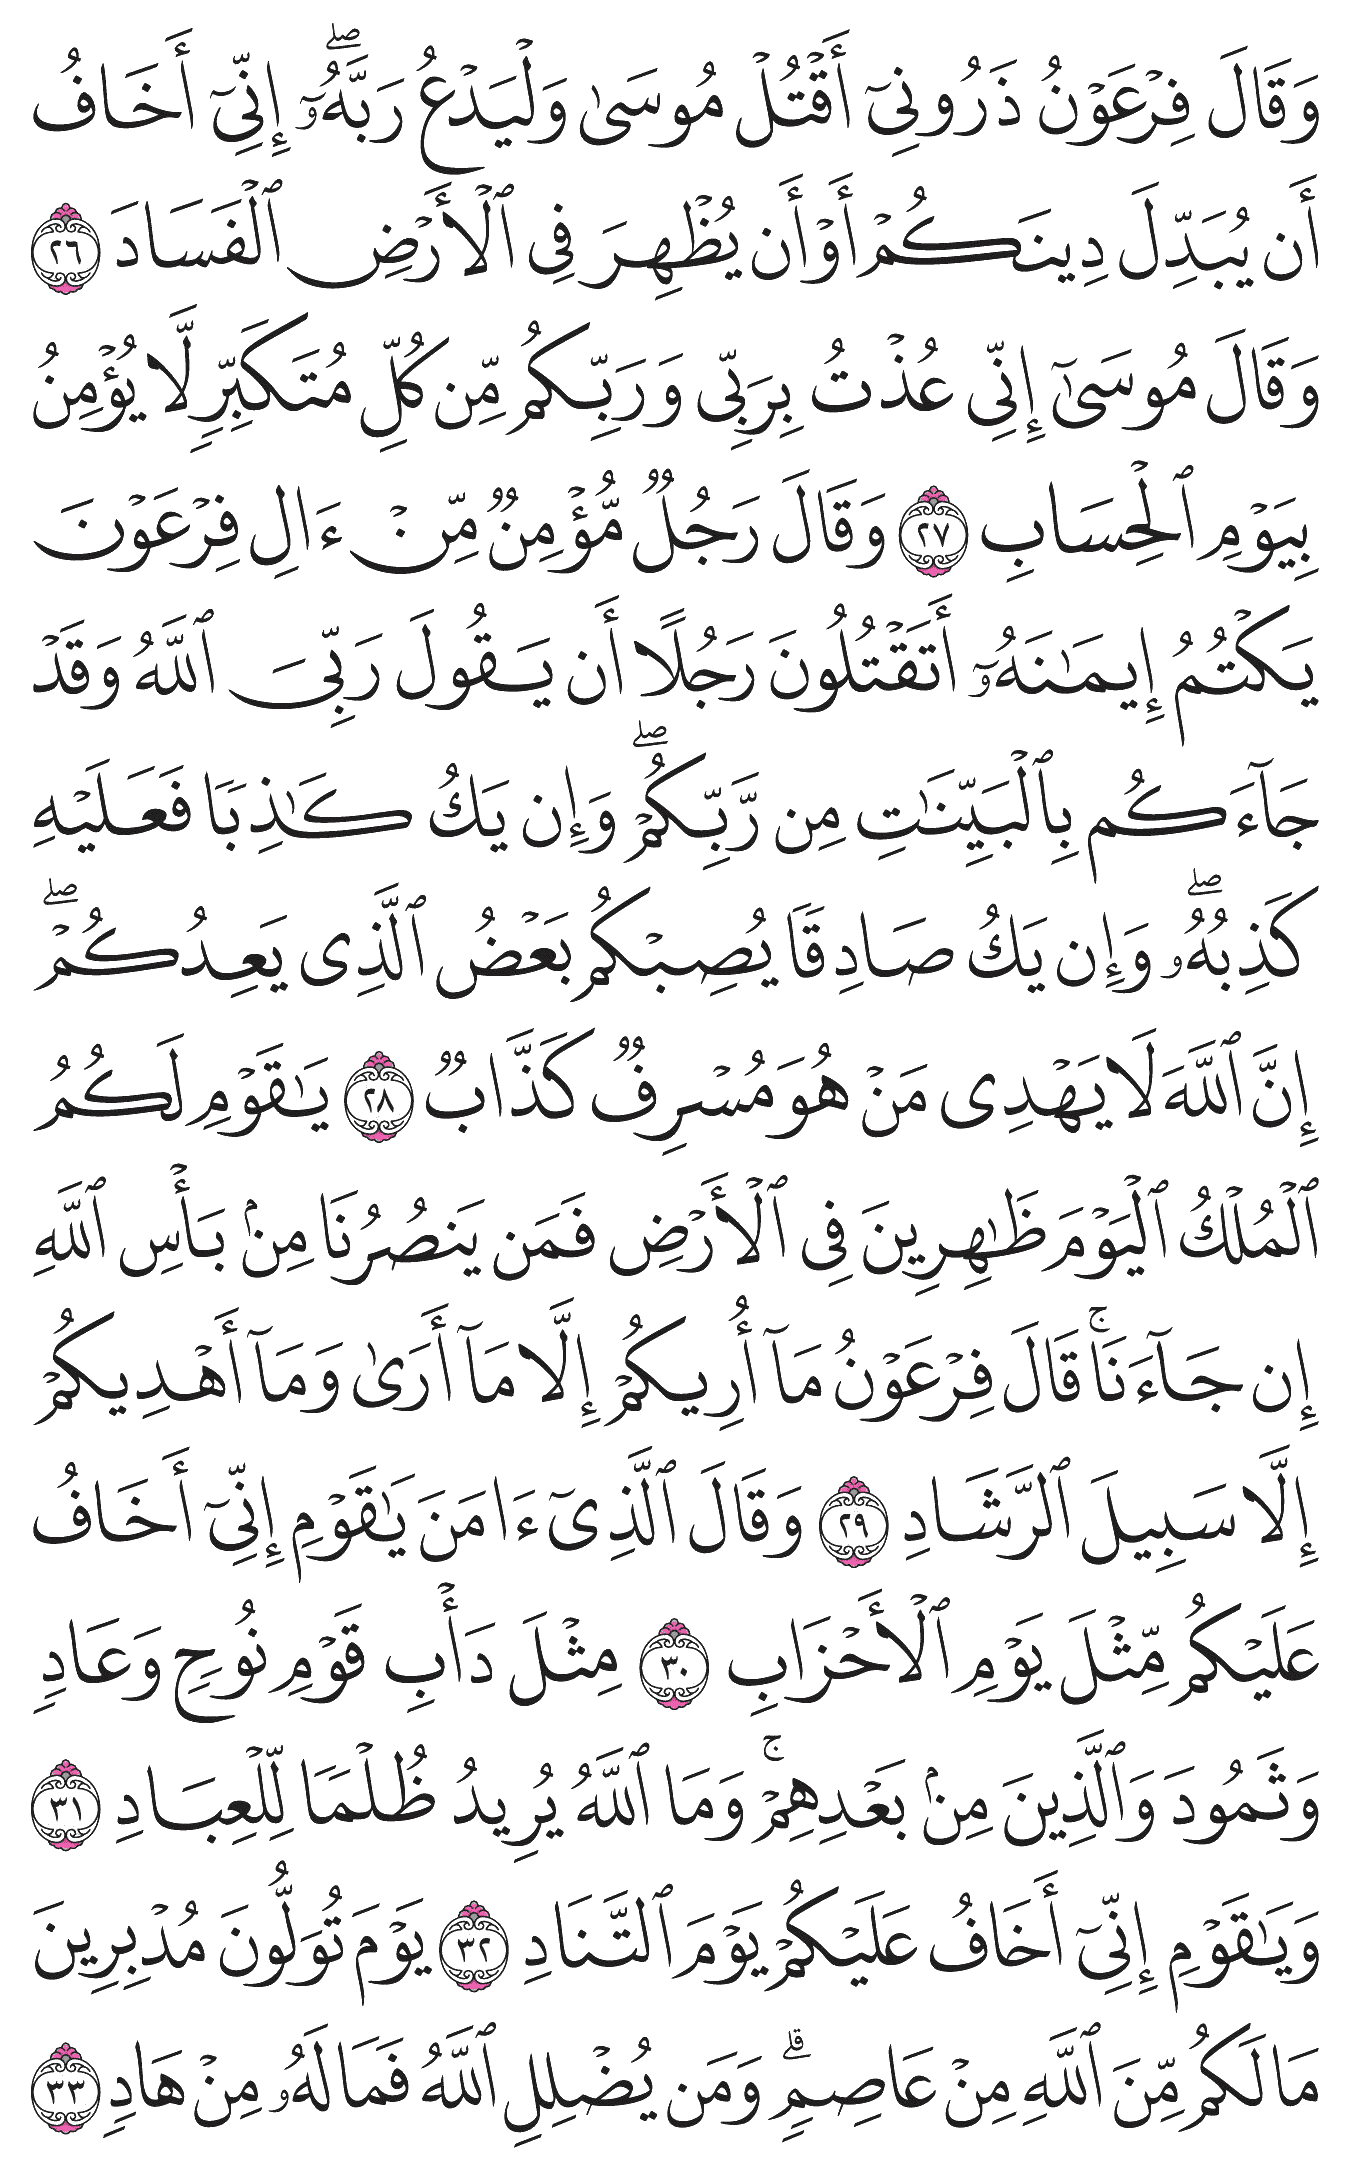 وَقَالَ فِرْعَوْنُ ذَرُونِىٓ أَقْتُلْ مُوسَىٰ وَلْيَدْعُ رَبَّهُۥٓ ۖ إِنِّىٓ أَخَافُ
أَن يُبَدِّلَ دِينَكُمْ أَوْ أَن يُظْهِرَ فِى ٱلْأَرْضِ ٱلْفَسَادَ ٢٦
وَقَالَ مُوسَىٰٓ إِنِّى عُذْتُ بِرَبِّى وَرَبِّكُم مِّن كُلِّ مُتَكَبِّرٍ لَّا يُؤْمِنُ
بِيَوْمِ ٱلْحِسَابِ ٢٧ وَقَالَ رَجُلٌ مُّؤْمِنٌ مِّنْ ءَالِ فِرْعَوْنَ
يَكْتُمُ إِيمَـٰنَهُۥٓ أَتَقْتُلُونَ رَجُلًا أَن يَقُولَ رَبِّىَ ٱللَّهُ وَقَدْ
جَآءَكُم بِٱلْبَيِّنَـٰتِ مِن رَّبِّكُمْ ۖ وَإِن يَكُ كَـٰذِبًا فَعَلَيْهِ
كَذِبُهُۥ ۖ وَإِن يَكُ صَادِقًا يُصِبْكُم بَعْضُ ٱلَّذِى يَعِدُكُمْ ۖ
إِنَّ ٱللَّهَ لَا يَهْدِى مَنْ هُوَ مُسْرِفٌ كَذَّابٌ ٢٨ يَـٰقَوْمِ لَكُمُ
ٱلْمُلْكُ ٱلْيَوْمَ ظَـٰهِرِينَ فِى ٱلْأَرْضِ فَمَن يَنصُرُنَا مِنۢ بَأْسِ ٱللَّهِ
إِن جَآءَنَا ۚ قَالَ فِرْعَوْنُ مَآ أُرِيكُمْ إِلَّا مَآ أَرَىٰ وَمَآ أَهْدِيكُمْ
إِلَّا سَبِيلَ ٱلرَّشَادِ ٢٩ وَقَالَ ٱلَّذِىٓ ءَامَنَ يَـٰقَوْمِ إِنِّىٓ أَخَافُ
عَلَيْكُم مِّثْلَ يَوْمِ ٱلْأَحْزَابِ ٣٠ مِثْلَ دَأْبِ قَوْمِ نُوحٍ وَعَادٍ
وَثَمُودَ وَٱلَّذِينَ مِنۢ بَعْدِهِمْ ۚ وَمَا ٱللَّهُ يُرِيدُ ظُلْمًا لِّلْعِبَادِ ٣١
وَيَـٰقَوْمِ إِنِّىٓ أَخَافُ عَلَيْكُمْ يَوْمَ ٱلتَّنَادِ ٣٢ يَوْمَ تُوَلُّونَ مُدْبِرِينَ
مَا لَكُم مِّنَ ٱللَّهِ مِنْ عَاصِمٍ ۗ وَمَن يُضْلِلِ ٱللَّهُ فَمَا لَهُۥ مِنْ هَادٍ ٣٣